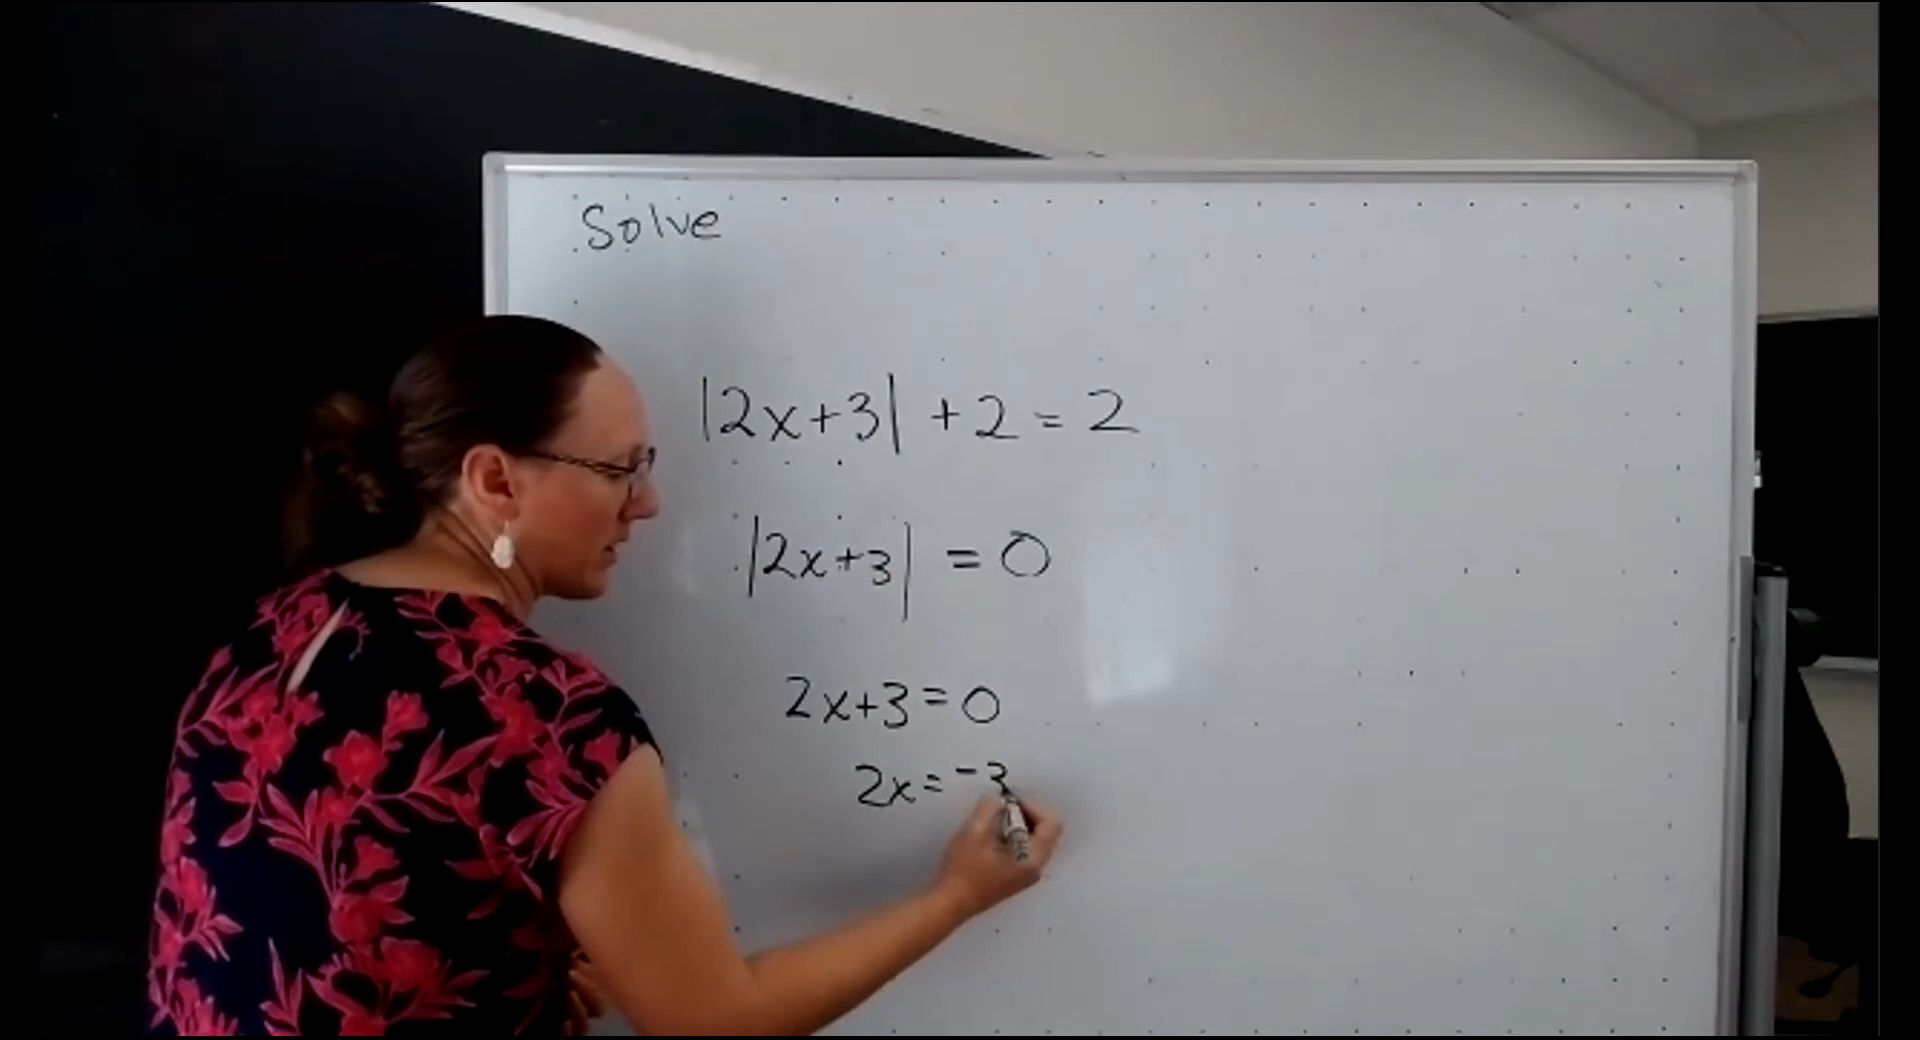 Solve
|2x+3| +2=2
|2x+3| = 0
2x+3=0
2x=-3